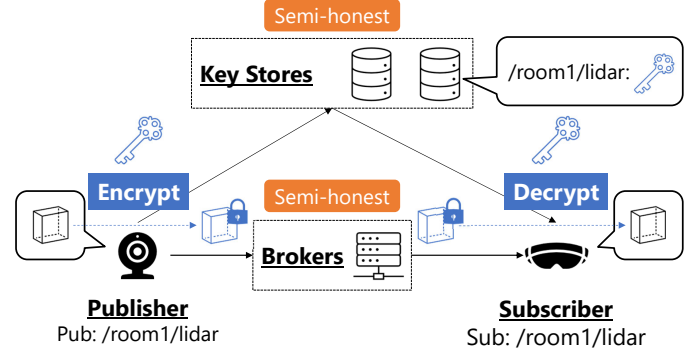 Semi-honest
Key Stores
/room1/lidar:
Encrypt
Semi-honest
Decrypt
Brokers
Publisher
Pub: /room1/lidar
Subscriber
Sub: /room1/lidar